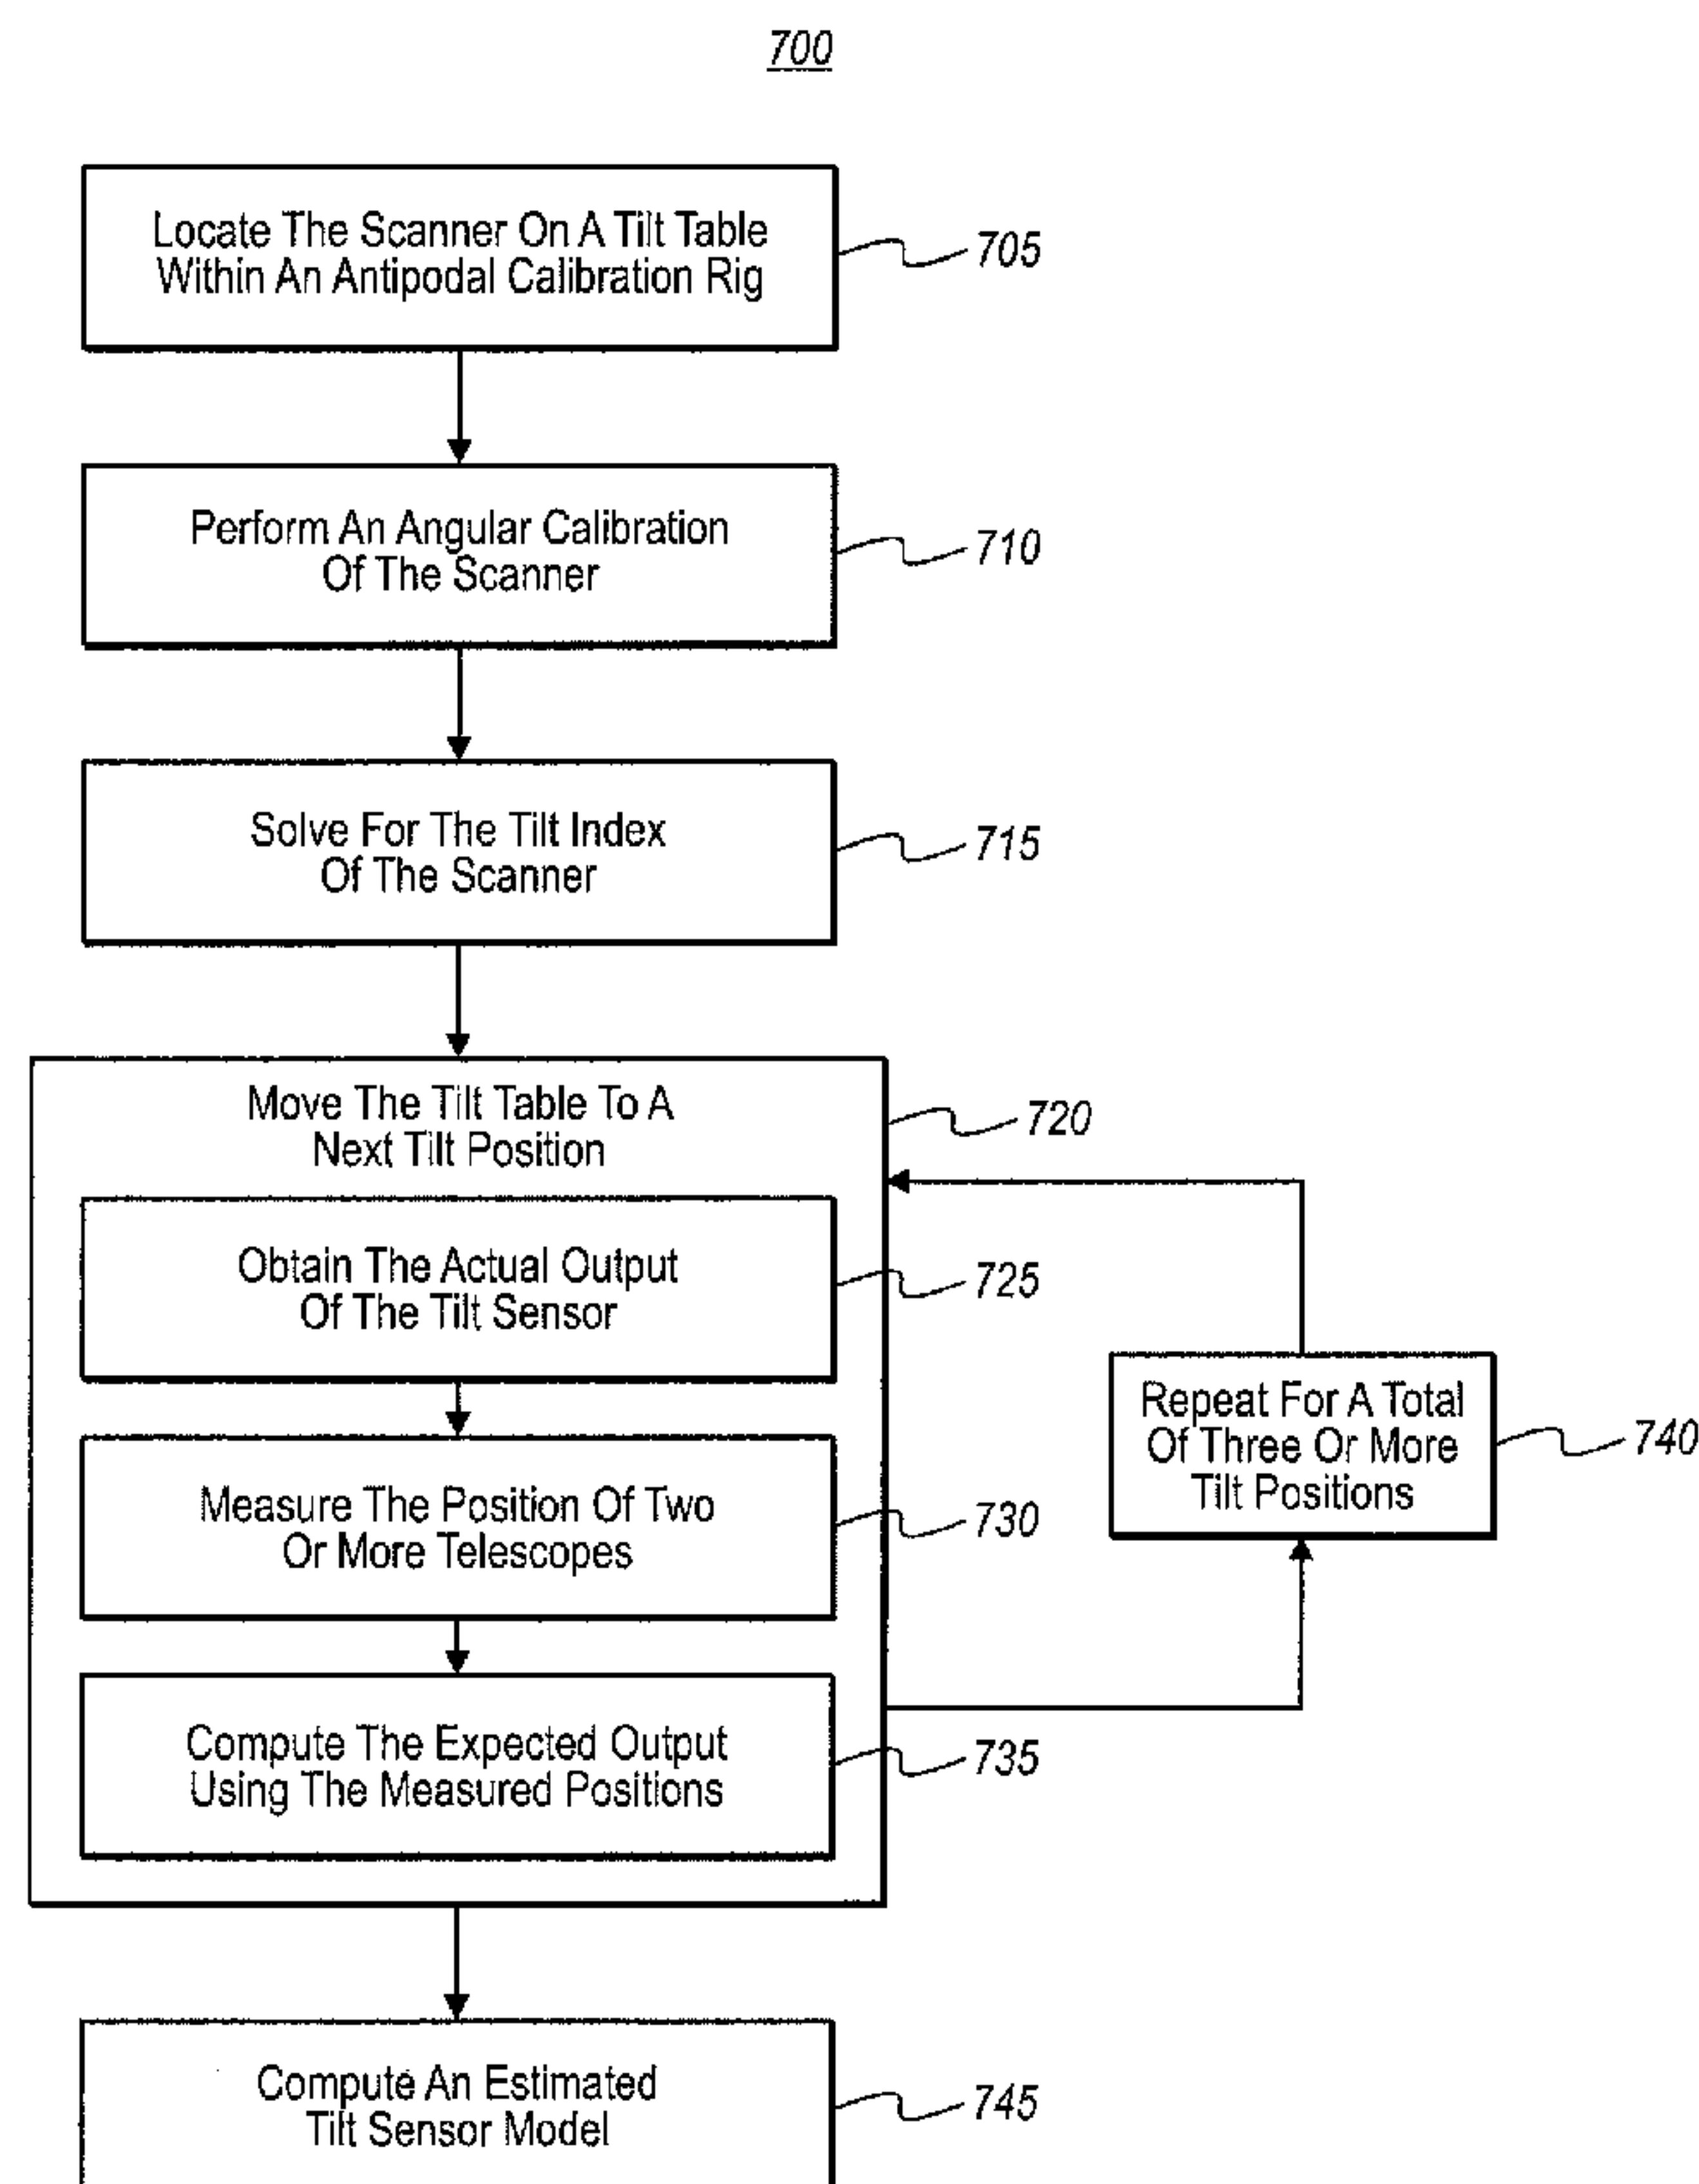 700
Locate The Scanner On A Tilt Table
Within An Antipodal Calibration Rig
705
Perform An Angular Calibration
Of The Scanner
710
Solve For The Tilt Index
Of The Scanner
715
Move The Tilt Table To A
Next Tilt Position
720
Obtain The Actual Output
Of The Tilt Sensor
725
Measure The Position Of Two
Or More Telescopes
730
Compute The Expected Output
Using The Measured Positions
735
Repeat For A Total
Of Three Or More
Tilt Positions
740
Compute An Estimated
Tilt Sensor Model
745